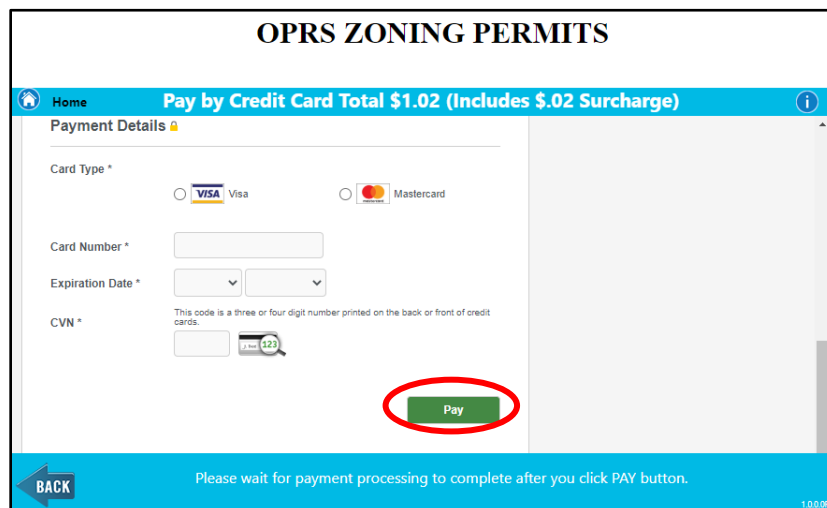 OPRS ZONING PERMITS
Home
Pay by Credit Card Total $1.02 (Includes $.02 Surcharge)
i
Payment Details
Card Type *
VISA Visa
mastercard Mastercard
Card Number *
Expiration Date *
This code is a three or four digit number printed on the back or front of credit
cards.
CVN *
123
Pay
BACK
Please wait for payment processing to complete after you click PAY button.